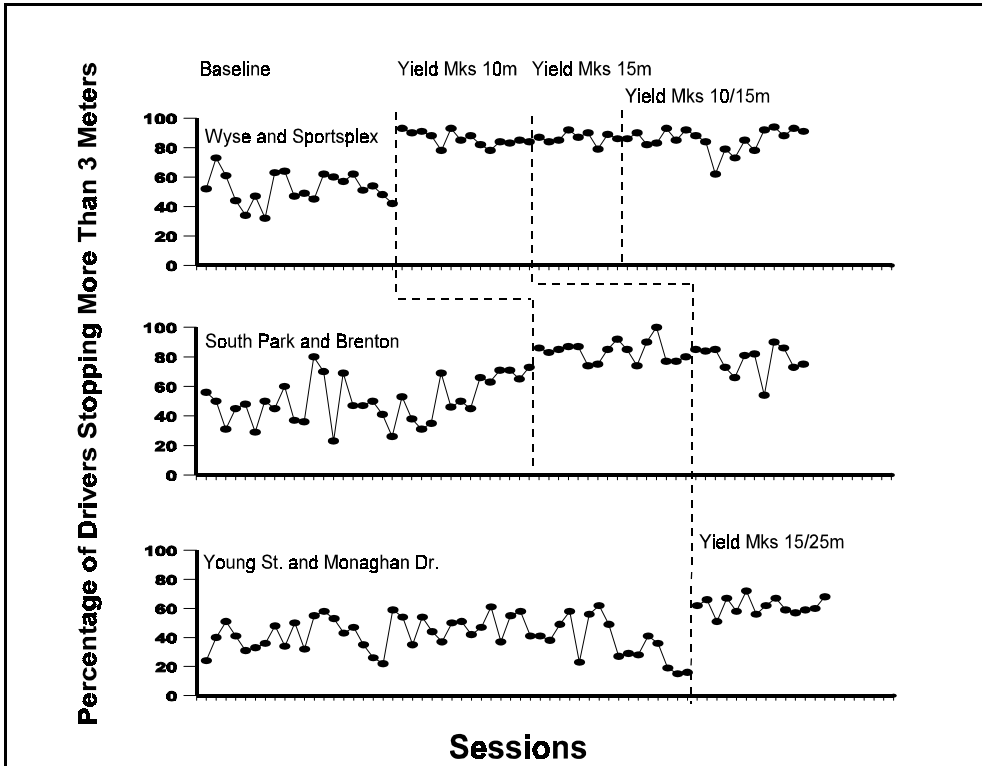 Percentage of Drivers Stopping More Than 3 Meters
Baseline
Yield Mks 10m
Yield Mks 15m
Yield Mks 10/15m
100
80
60
40
20
0
Wyse and Sportsplex
100
80
60
40
20
0
South Park and Brenton
100
80
60
40
20
0
Young St. and Monaghan Dr.
Yield Mks 15/25m
Sessions